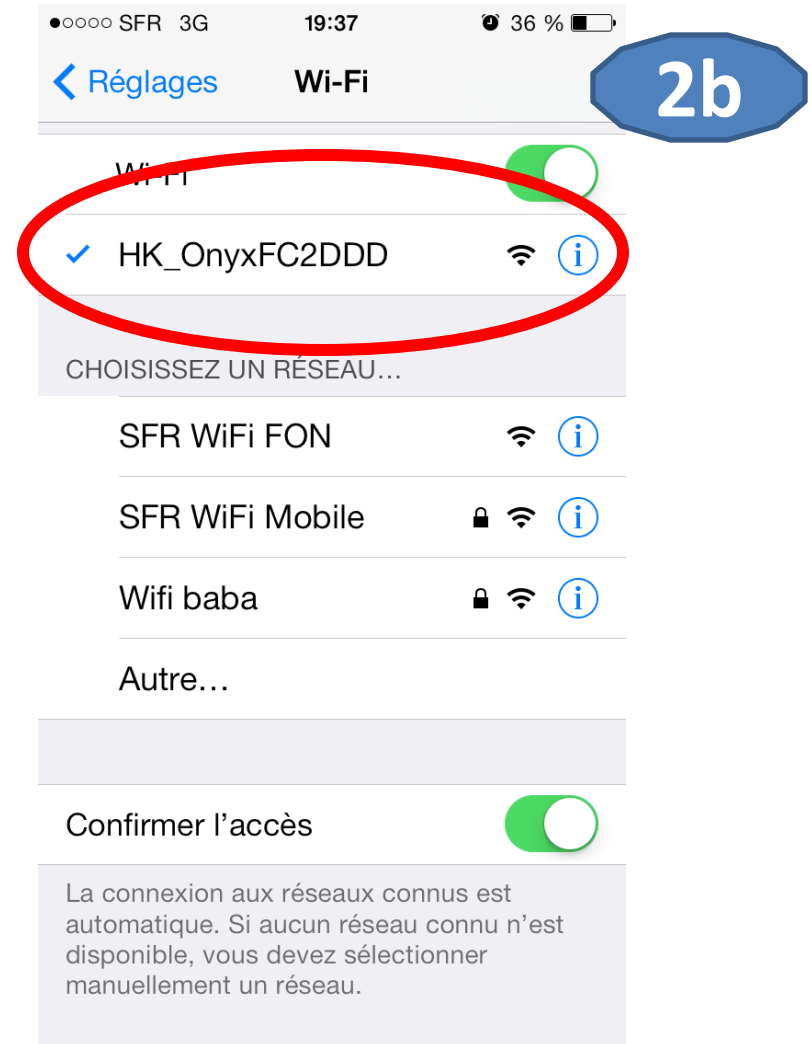 SFR 3G 19:37 36 %
Réglages Wi-Fi
2b
Wi-Fi
HK_OnyxFC2DDD
CHOISISSEZ UN RÉSEAU…
SFR WiFi FON
SFR WiFi Mobile
Wifi baba
Autre…
Confirmer l’accès
La connexion aux réseaux connus est
automatique. Si aucun réseau connu n’est
disponible, vous devez sélectionner
manuellement un réseau.